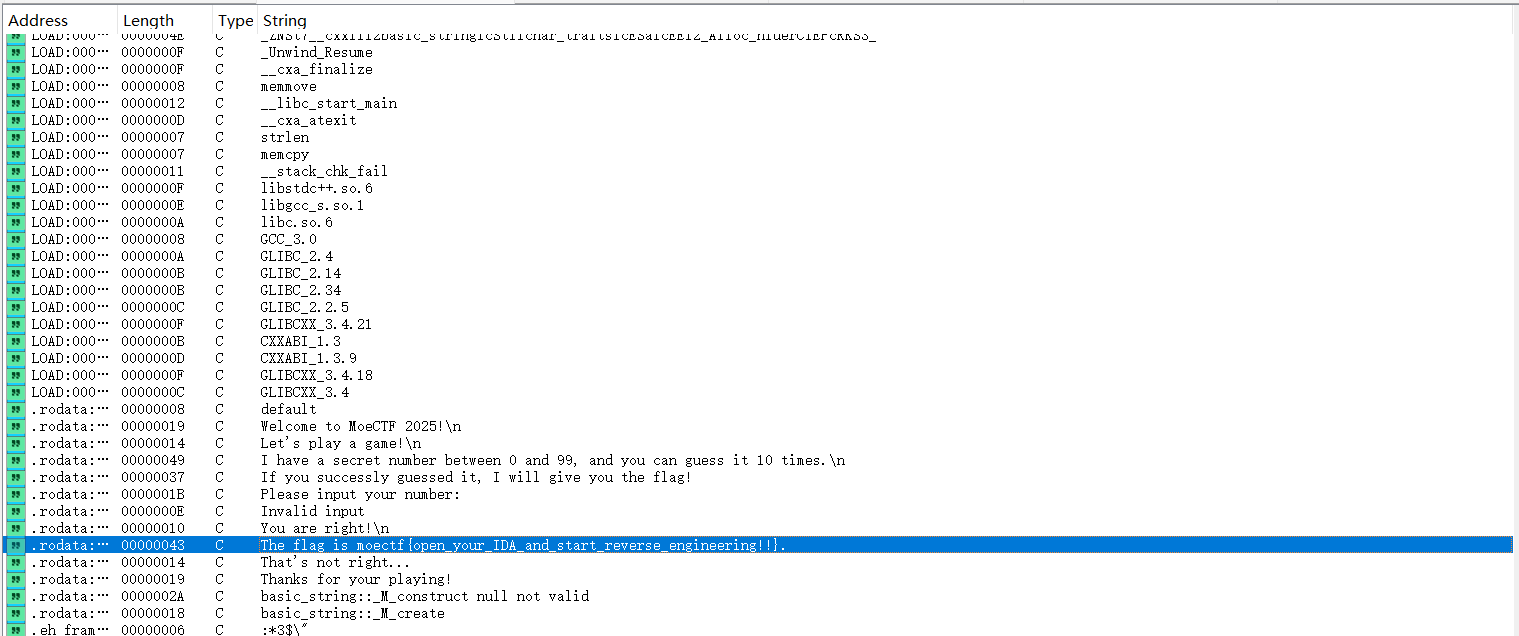 Address Length Type String
LOAD:000··· 0000004E C
LOAD:000··· 0000000F C _Unwind_Resume
LOAD:000··· 0000000F C __cxa_finalize
LOAD:000··· 00000008 C memmove
LOAD:000··· 00000012 C __libc_start_main
LOAD:000··· 0000000D C __cxa_atexit
LOAD:000··· 00000007 C strlen
LOAD:000··· 00000007 C memcpy
LOAD:000··· 00000011 C __stack_chk_fail
LOAD:000··· 0000000F C libstdc++.so.6
LOAD:000··· 0000000E C libgcc_s.so.1
LOAD:000··· 0000000A C libc.so.6
LOAD:000··· 00000008 C GCC_3.0
LOAD:000··· 0000000A C GLIBC_2.4
LOAD:000··· 0000000B C GLIBC_2.14
LOAD:000··· 0000000B C GLIBC_2.34
LOAD:000··· 0000000C C GLIBC_2.2.5
LOAD:000··· 0000000F C GLIBCXX_3.4.21
LOAD:000··· 0000000B C CXXABI_1.3
LOAD:000··· 0000000D C CXXABI_1.3.9
LOAD:000··· 0000000F C GLIBCXX_3.4.18
LOAD:000··· 0000000C C GLIBCXX_3.4
.rodata:··· 00000008 C default
.rodata:··· 00000019 C Welcome to MoeCTF 2025!\n
.rodata:··· 00000014 C Let's play a game!\n
.rodata:··· 00000049 C I have a secret number between 0 and 99, and you can guess it 10 times.\n
.rodata:··· 00000037 C If you successly guessed it, I will give you the flag!
.rodata:··· 0000001B C Please input your number:
.rodata:··· 0000000E C Invalid input
.rodata:··· 00000010 C You are right!\n
.rodata:··· 00000043 C The flag is moectf{open_your_IDA_and_start_reverse_engineering!!}.
.rodata:··· 00000014 C That's not right...
.rodata:··· 00000019 C Thanks for your playing!
.rodata:··· 0000002A C basic_string::_M_construct null not valid
.rodata:··· 00000018 C basic_string::_M_create
.eh_fram··· 00000006 C :*3$\"